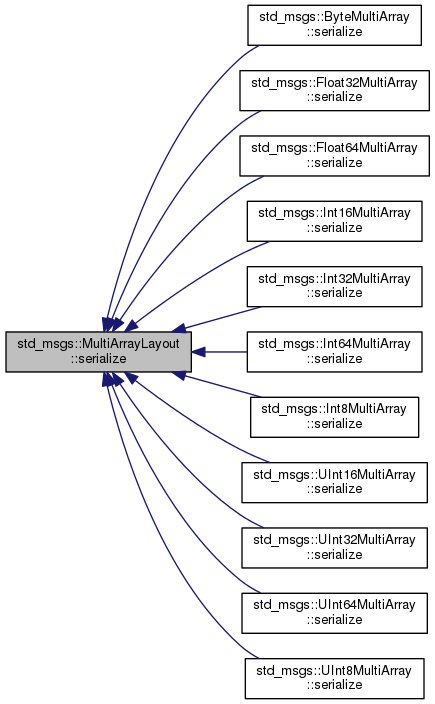 std_msgs::ByteMultiArray
::serialize
std_msgs::Float32MultiArray
::serialize
std_msgs::Float64MultiArray
::serialize
std_msgs::Int16MultiArray
::serialize
std_msgs::Int32MultiArray
::serialize
std_msgs::MultiArrayLayout
::serialize
std_msgs::Int64MultiArray
::serialize
std_msgs::Int8MultiArray
::serialize
std_msgs::UInt16MultiArray
::serialize
std_msgs::UInt32MultiArray
::serialize
std_msgs::UInt64MultiArray
::serialize
std_msgs::UInt8MultiArray
::serialize